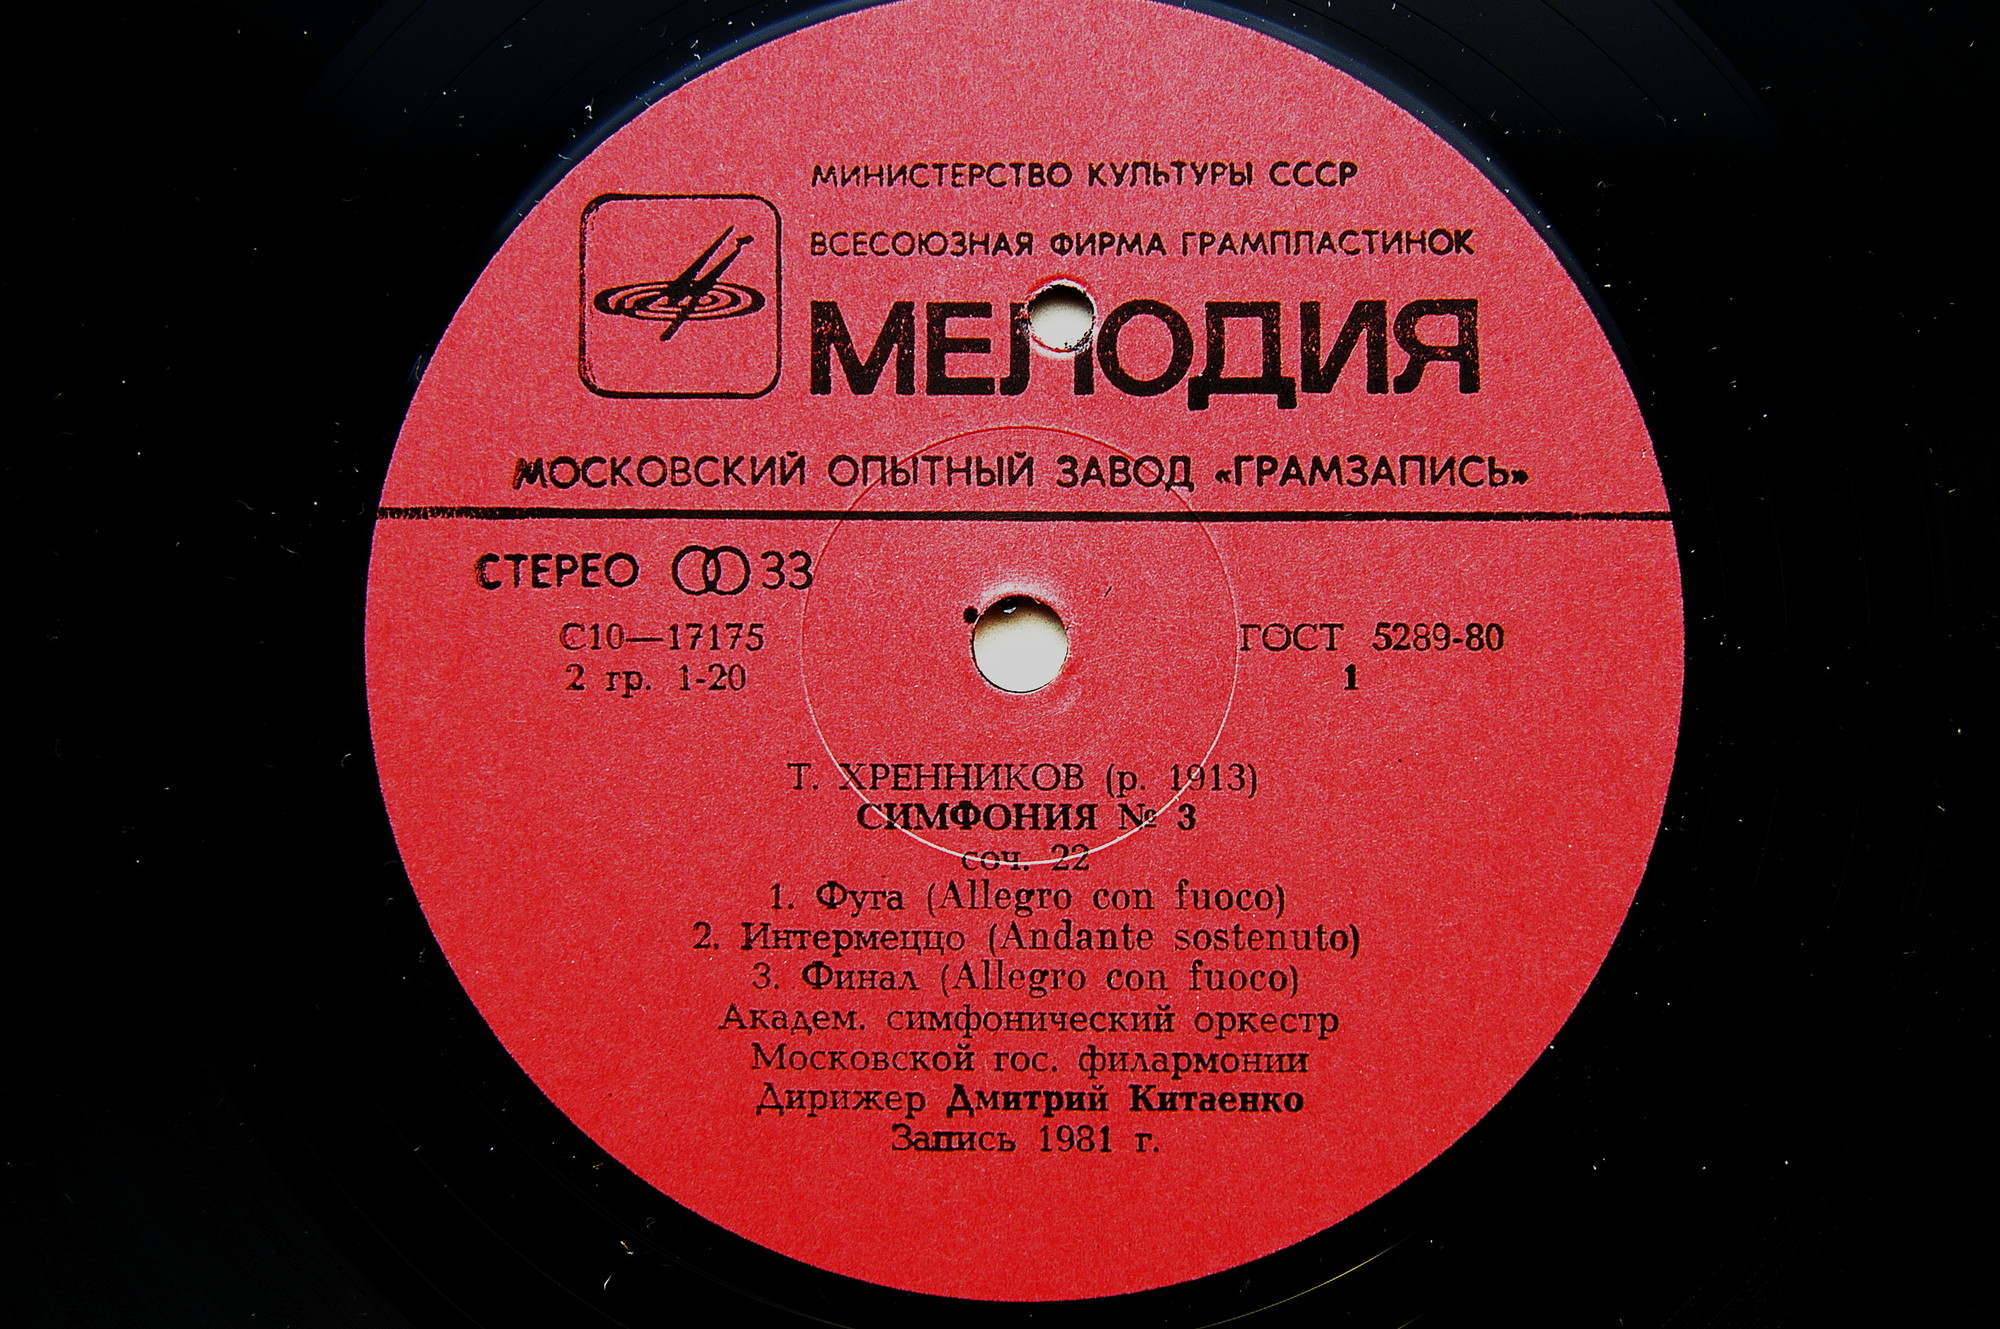 МИНИСТЕРСТВО КУЛЬТУРЫ СССР
ВСЕСОЮЗНАЯ ФИРМА ГРАМПЛАСТИНОК
МЕЛОДИЯ
МОСКОВСКИЙ ОПЫТНЫЙ ЗАВОД «ГРАМЗАПИСЬ»
СТЕРЕО 33
С10—17175
ГОСТ 5289-80
2 гр. 1-20
1
Т. ХРЕННИКОВ (р. 1913)
СИМФОНИЯ № 3
соч. 22
1. Фуга (Allegro con fuoco)
2. Интермеццо (Andante sostenuto)
3. Финал (Allegro con fuoco)
Академ. симфонический оркестр
Московской гос. филармонии
Дирижер Дмитрий Китаенко
Запись 1981 г.